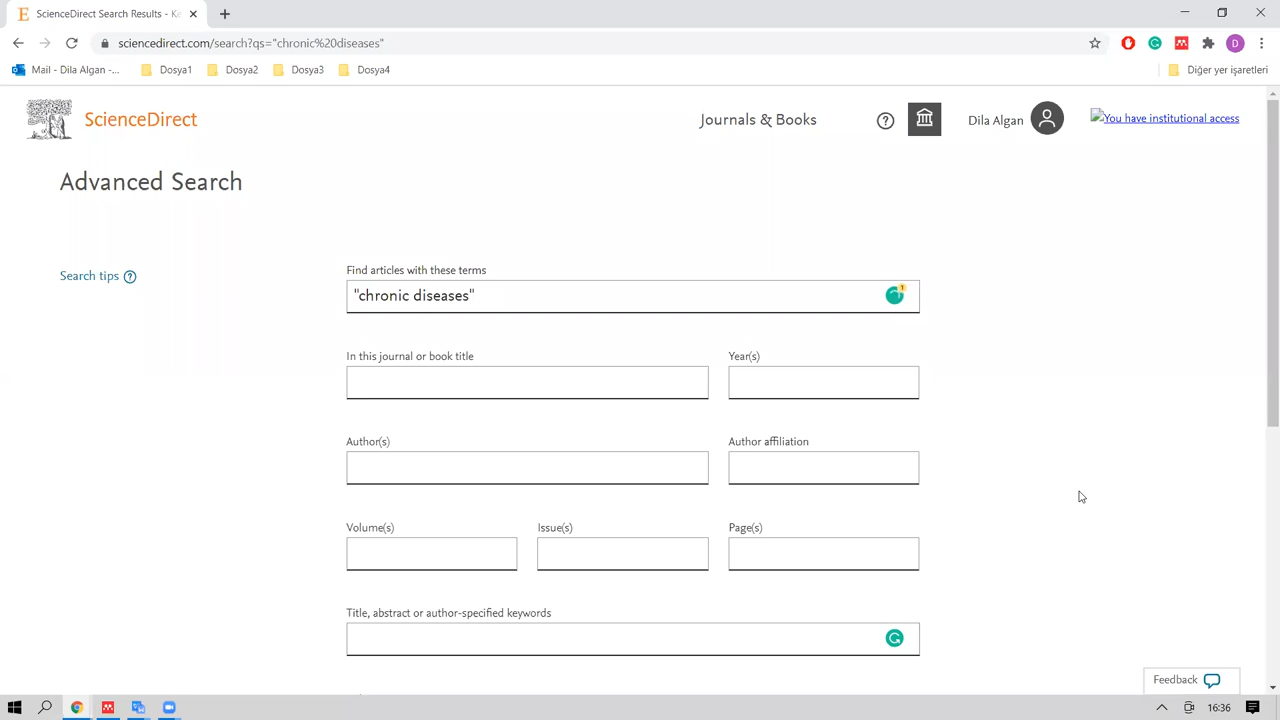 ScienceDirect Search Results - Ke
sciencedirect.com/search?qs="chronic%20diseases"
D
Mail - Dila Algan -...
Dosya1
Dosya2
Dosya3
Dosya4
Diğer yer işaretleri
ScienceDirect
Journals & Books
Dila Algan
You have institutional access
Advanced Search
Search tips
Find articles with these terms
"chronic diseases"
1
In this journal or book title
Year(s)
Author(s)
Author affiliation
Volume(s)
Issue(s)
Page(s)
Title, abstract or author-specified keywords
Feedback
16:36